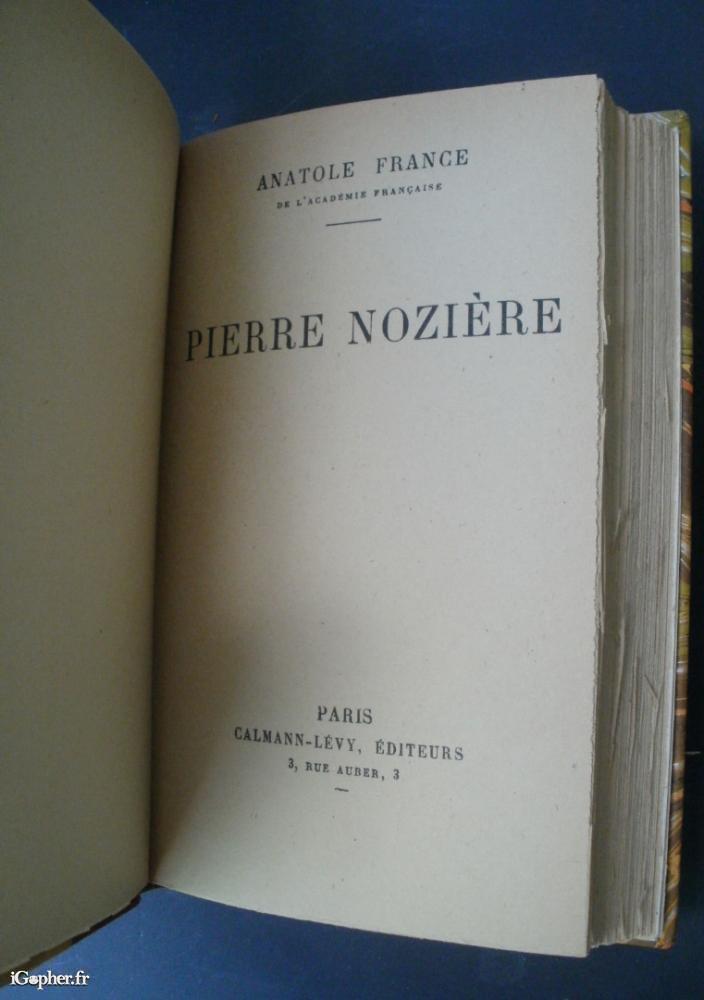 ANATOLE FRANCE
DE L'ACADÉMIE FRANÇAISE
PIERRE NOZIÈRE
PARIS
CALMANN-LÉVY, ÉDITEURS
3, RUE AUBER, 3
iGopher.fr